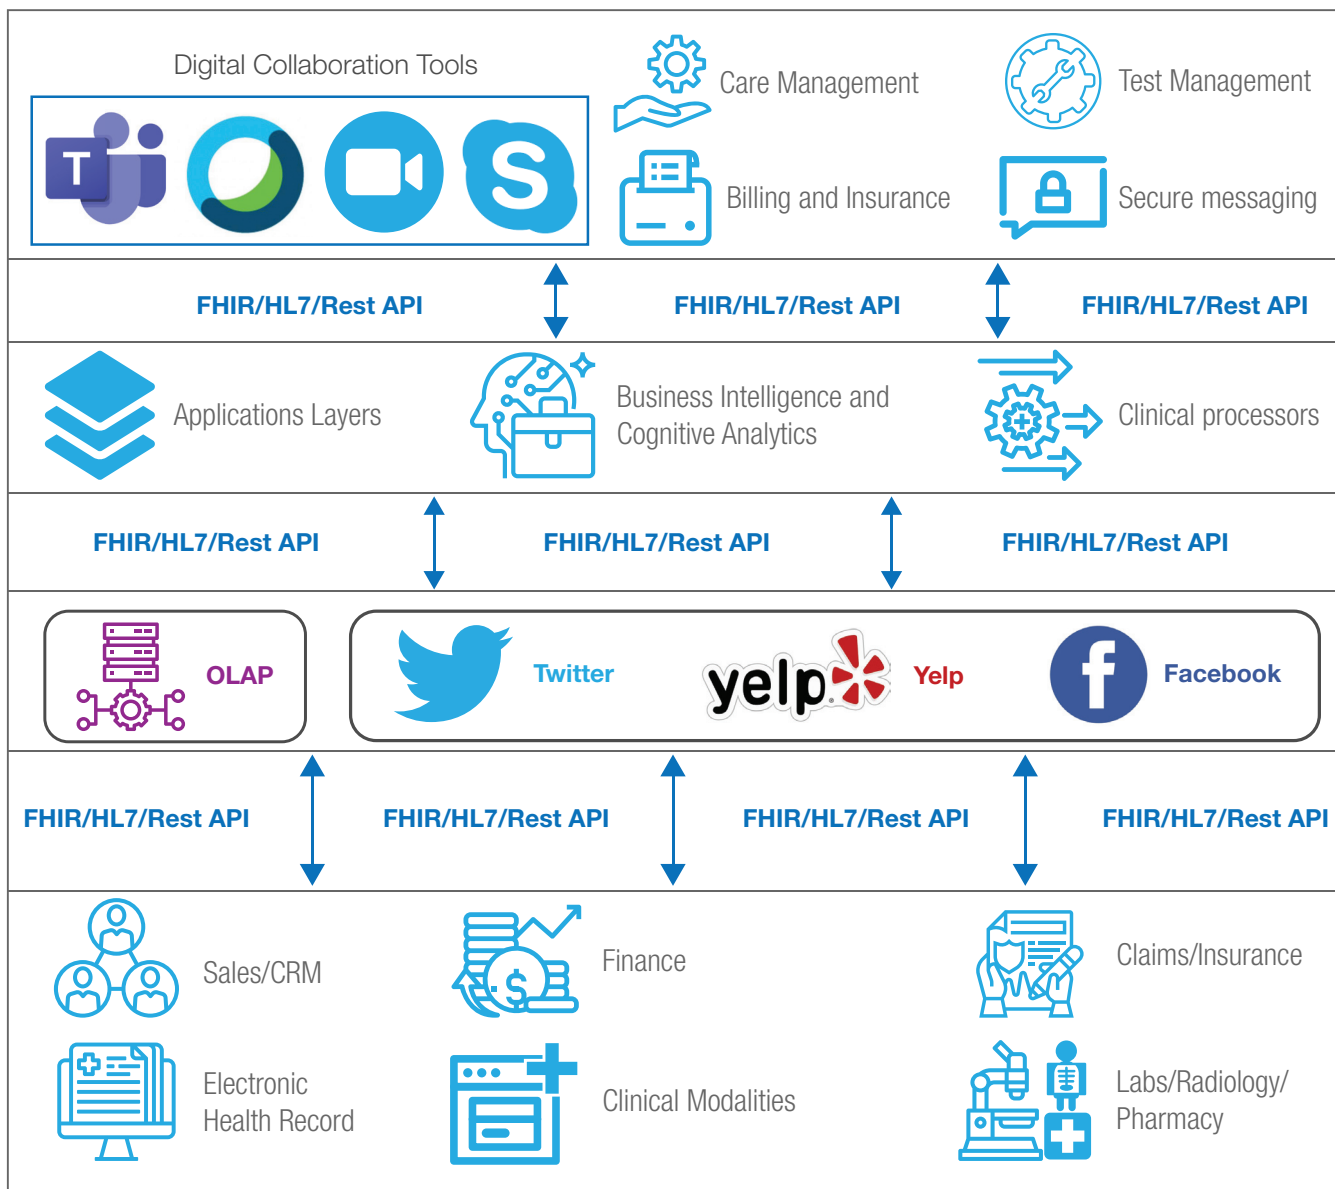 Digital Collaboration Tools
Care Management
Test Management
T
S
Billing and Insurance
Secure messaging
FHIR/HL7/Rest API
FHIR/HL7/Rest API
FHIR/HL7/Rest API
Applications Layers
Business Intelligence and
Cognitive Analytics
Clinical processors
FHIR/HL7/Rest API
FHIR/HL7/Rest API
FHIR/HL7/Rest API
OLAP
Twitter
yelp
Yelp
f
Facebook
FHIR/HL7/Rest API
FHIR/HL7/Rest API
FHIR/HL7/Rest API
FHIR/HL7/Rest API
Sales/CRM
$
Finance
Claims/Insurance
Electronic
Health Record
Clinical Modalities
Labs/Radiology/
Pharmacy